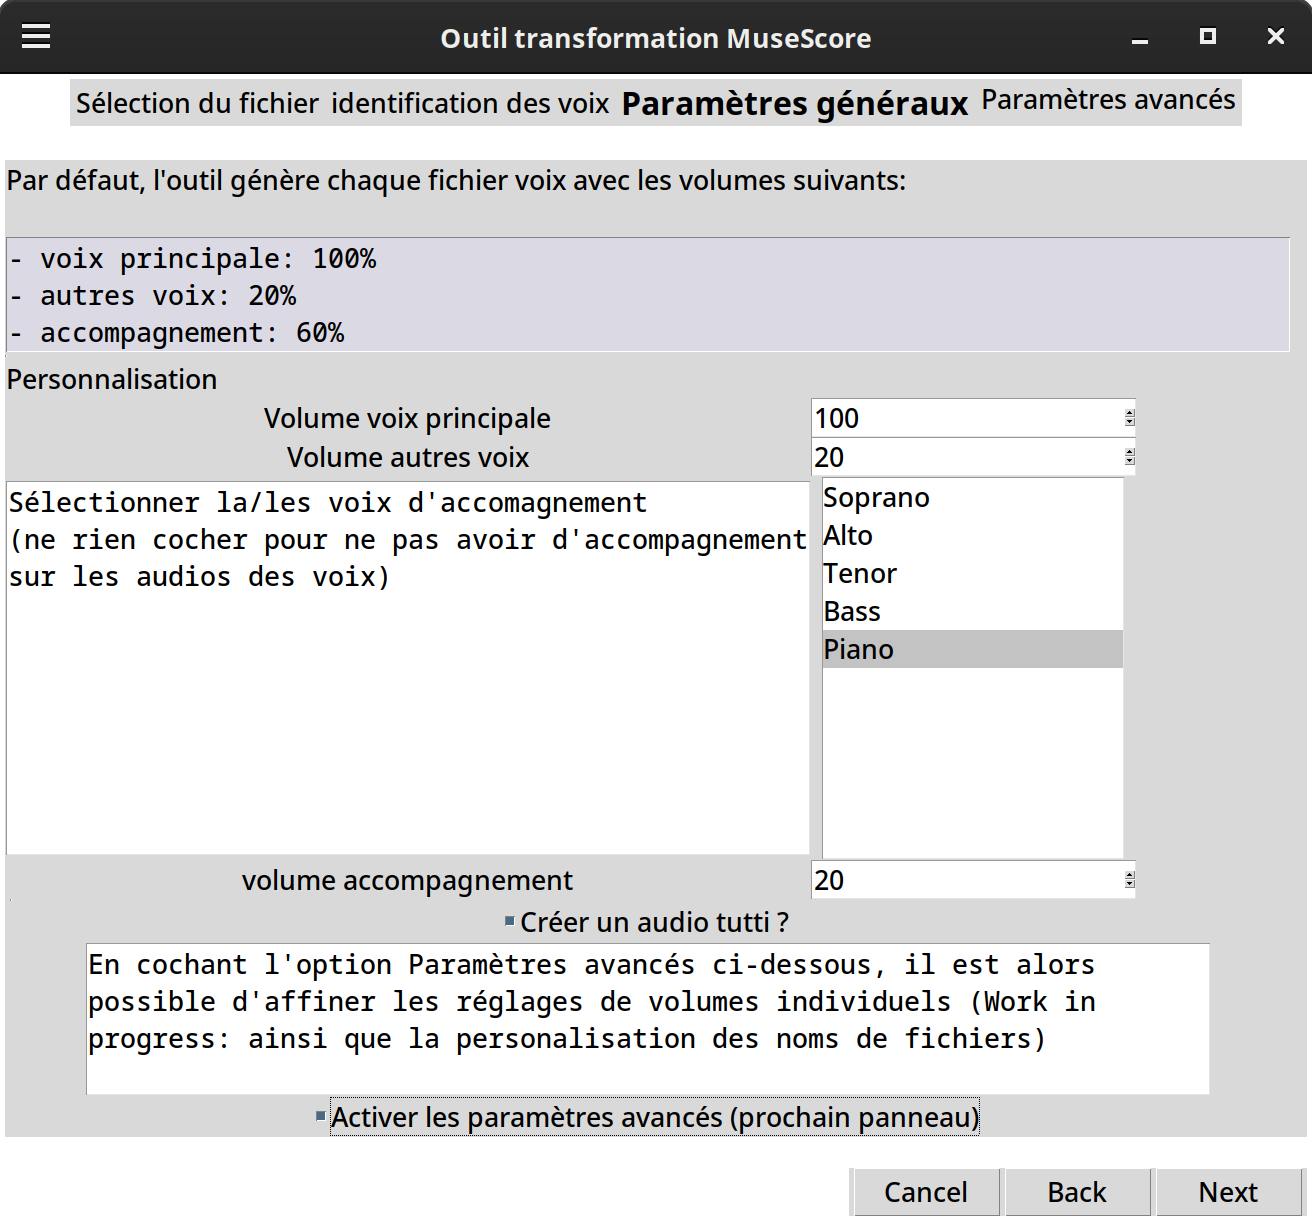 Outil transformation MuseScore
Sélection du fichier identification des voix Paramètres généraux Paramètres avancés
Par défaut, l'outil génère chaque fichier voix avec les volumes suivants:
- voix principale: 100%
- autres voix: 20%
- accompagnement: 60%
Personnalisation
Volume voix principale 100
Volume autres voix 20
Sélectionner la/les voix d'accomagnement
(ne rien cocher pour ne pas avoir d'accompagnement
sur les audios des voix)
Soprano
Alto
Tenor
Bass
Piano
volume accompagnement 20
Créer un audio tutti ?
En cochant l'option Paramètres avancés ci-dessous, il est alors
possible d'affiner les réglages de volumes individuels (Work in
progress: ainsi que la personalisation des noms de fichiers)
Activer les paramètres avancés (prochain panneau)
Cancel Back Next